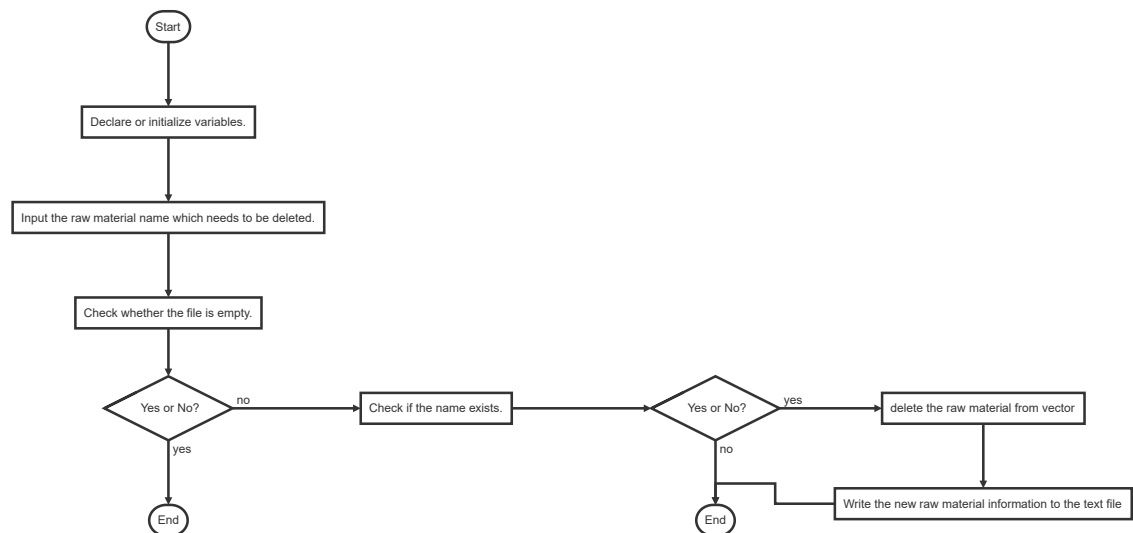 Start
Declare or initialize variables.
Input the raw material name which needs to be deleted.
Check whether the file is empty.
Yes or No?
no
Check if the name exists.
Yes or No?
yes
delete the raw material from vector
yes
no
Write the new raw material information to the text file
End
End